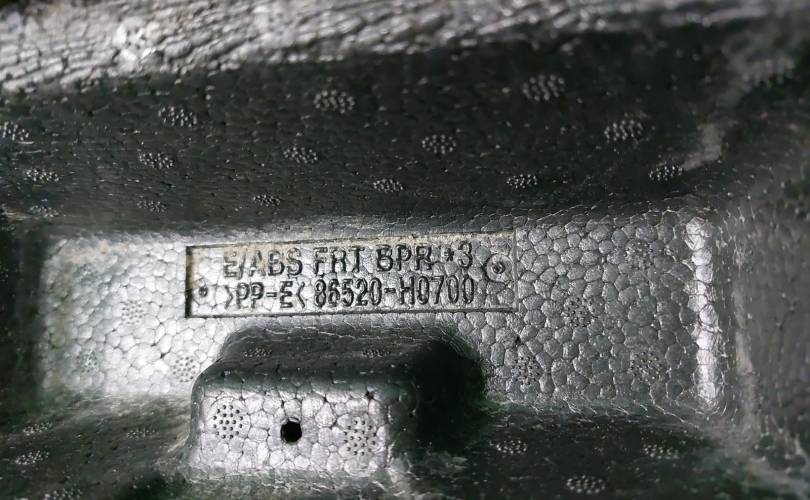 E/ABS FRT BPR *3
>PP-E< 86520-H0700